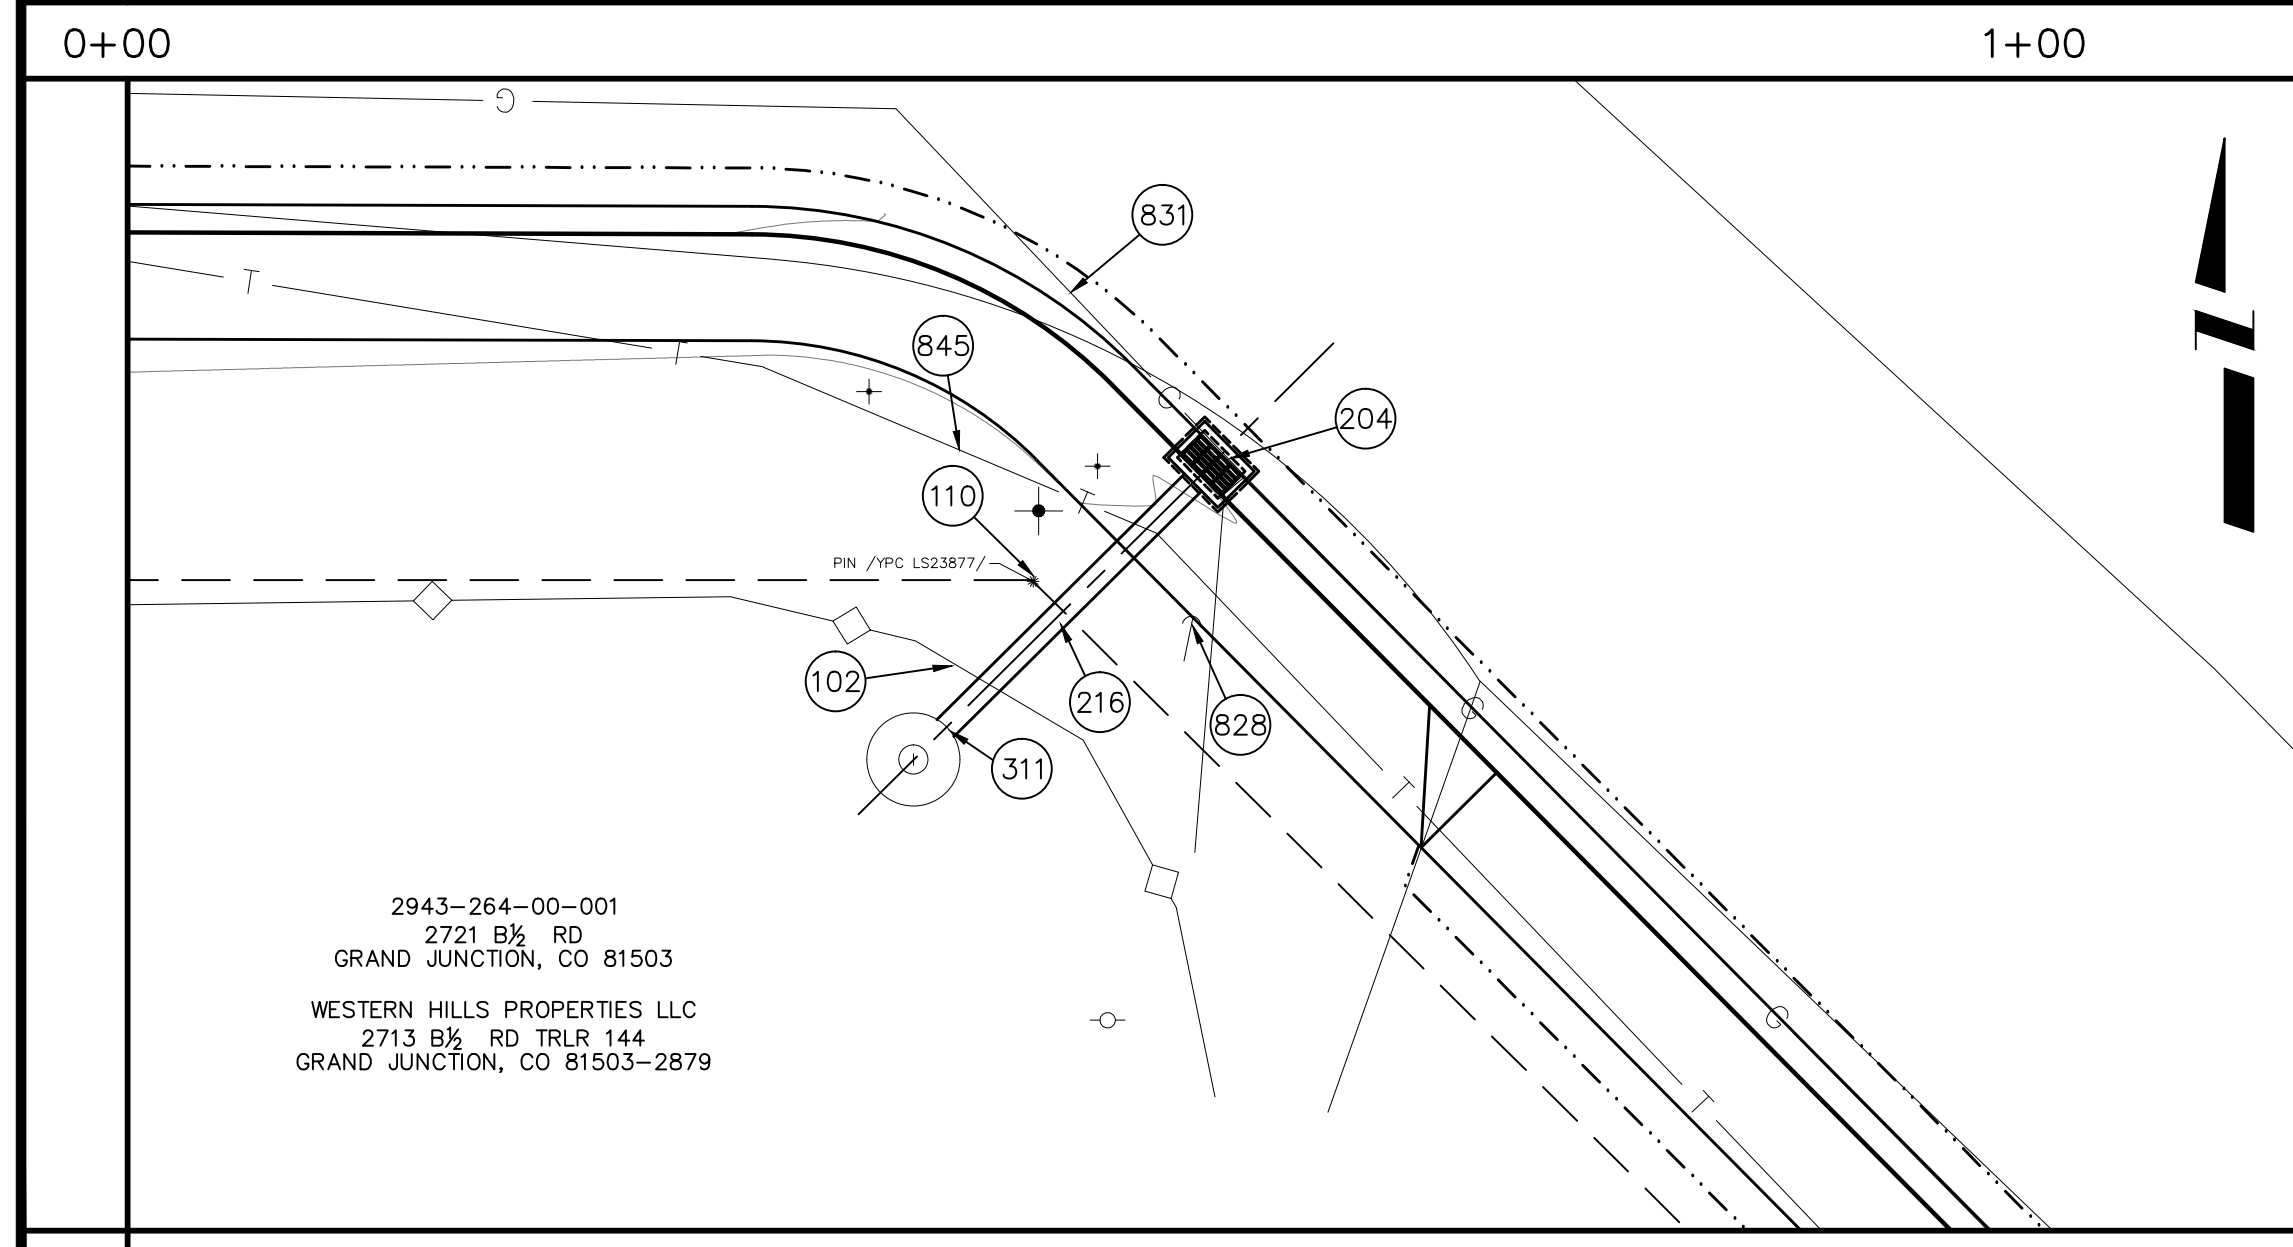 0+00
1+00
G
831
T
845
T
G
204
110
T
PIN /YPC LS23877/
102
216
828
G
311
T
2943-264-00-001
2721 B½ RD
GRAND JUNCTION, CO 81503
WESTERN HILLS PROPERTIES LLC
2713 B½ RD TRLR 144
GRAND JUNCTION, CO 81503-2879
G
T